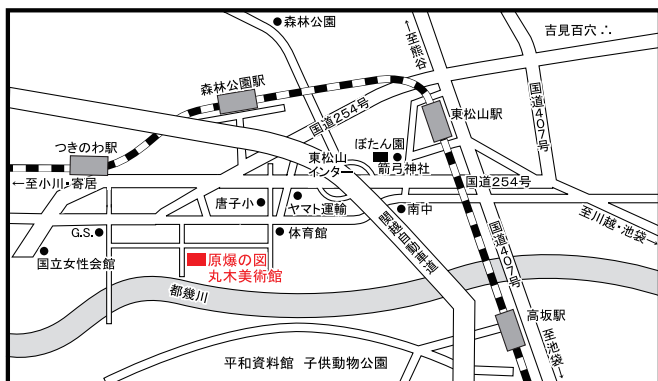 森林公園
←至熊谷
吉見百穴 ∴
森林公園駅
国道254号
東松山駅
国道407号
つきのわ駅
ぼたん園
東松山
インター
箭弓神社
←至小川・寄居
国道254号
唐子小
ヤマト運輸
南中
至川越・池袋→
G.S.
体育館
関越自動車道
国立女性会館
原爆の図
丸木美術館
国道407号
都幾川
高坂駅
至池袋→
平和資料館 子供動物公園